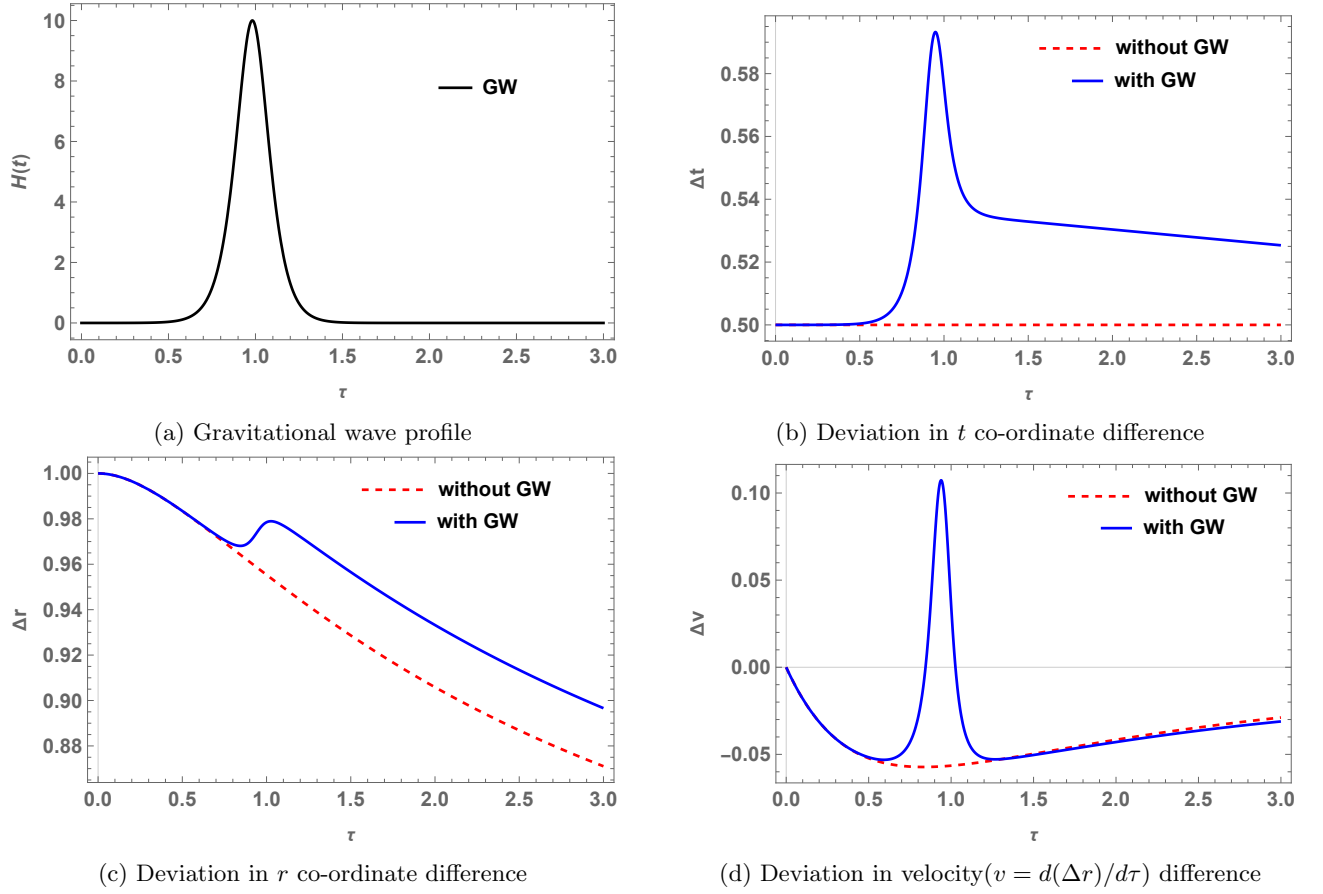 10
8
6
4
2
0
H(t)
GW
0.0 0.5 1.0 1.5 2.0 2.5 3.0
τ
(a) Gravitational wave profile
0.58
0.56
0.54
0.52
0.50
Δt
without GW
with GW
0.0 0.5 1.0 1.5 2.0 2.5 3.0
τ
(b) Deviation in t co-ordinate difference
1.00
0.98
0.96
0.94
0.92
0.90
0.88
Δr
without GW
with GW
0.0 0.5 1.0 1.5 2.0 2.5 3.0
τ
(c) Deviation in r co-ordinate difference
0.10
0.05
0.00
−0.05
Δv
without GW
with GW
0.0 0.5 1.0 1.5 2.0 2.5 3.0
τ
(d) Deviation in velocity(v = d(Δr)/dτ) difference